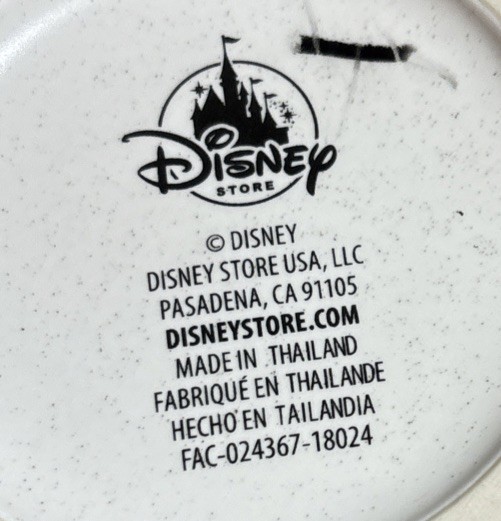 DISNEY
STORE
© DISNEY
DISNEY STORE USA, LLC
PASADENA, CA 91105
DISNEYSTORE.COM
MADE IN THAILAND
FABRIQUÉ EN THAILANDE
HECHO EN TAILANDIA
FAC-024367-18024